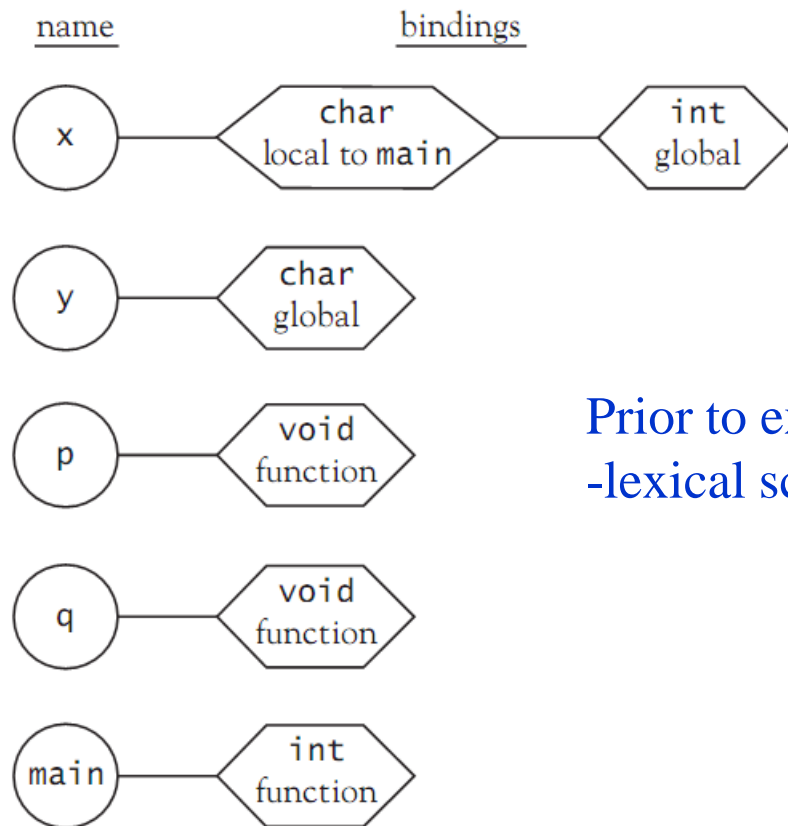 name bindings
x char int
local to main global
y char
global
p void
function
Prior to
-lexical
q void
function
main int
function